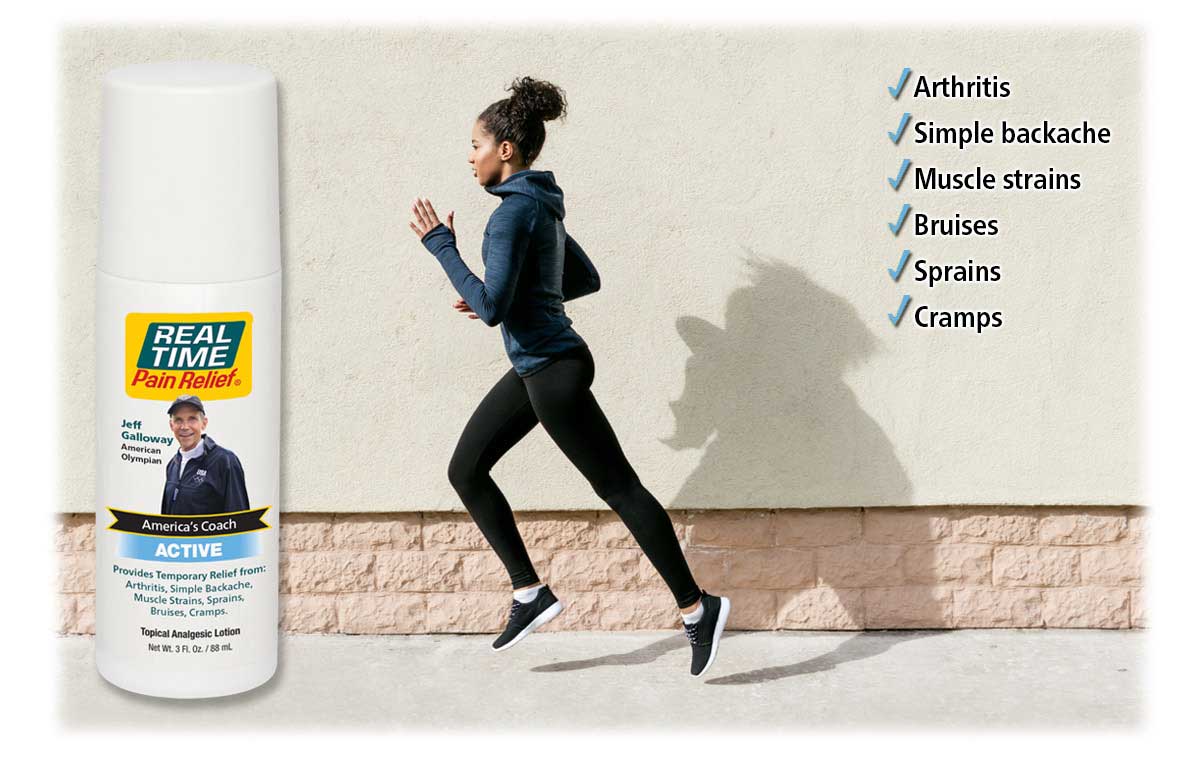 REAL
TIME
Pain Relief®
Jeff
Galloway
American
Olympian
USA
America's Coach
ACTIVE
Provides Temporary Relief from:
Arthritis, Simple Backache,
Muscle Strains, Sprains,
Bruises, Cramps.
Topical Analgesic Lotion
Net Wt. 3 Fl. Oz. / 88 mL
Arthritis
Simple backache
Muscle strains
Bruises
Sprains
Cramps